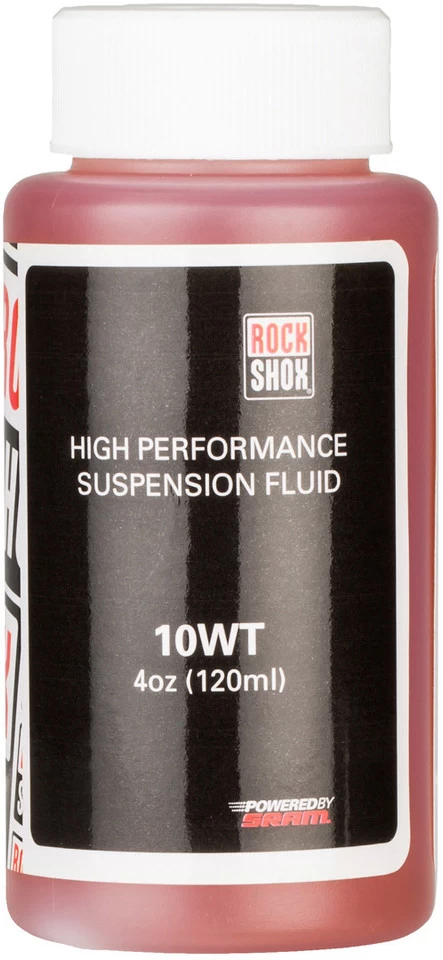 ROCK
SHOX®
HIGH PERFORMANCE
SUSPENSION FLUID
10WT
4oz (120ml)
POWERED BY
SRAM